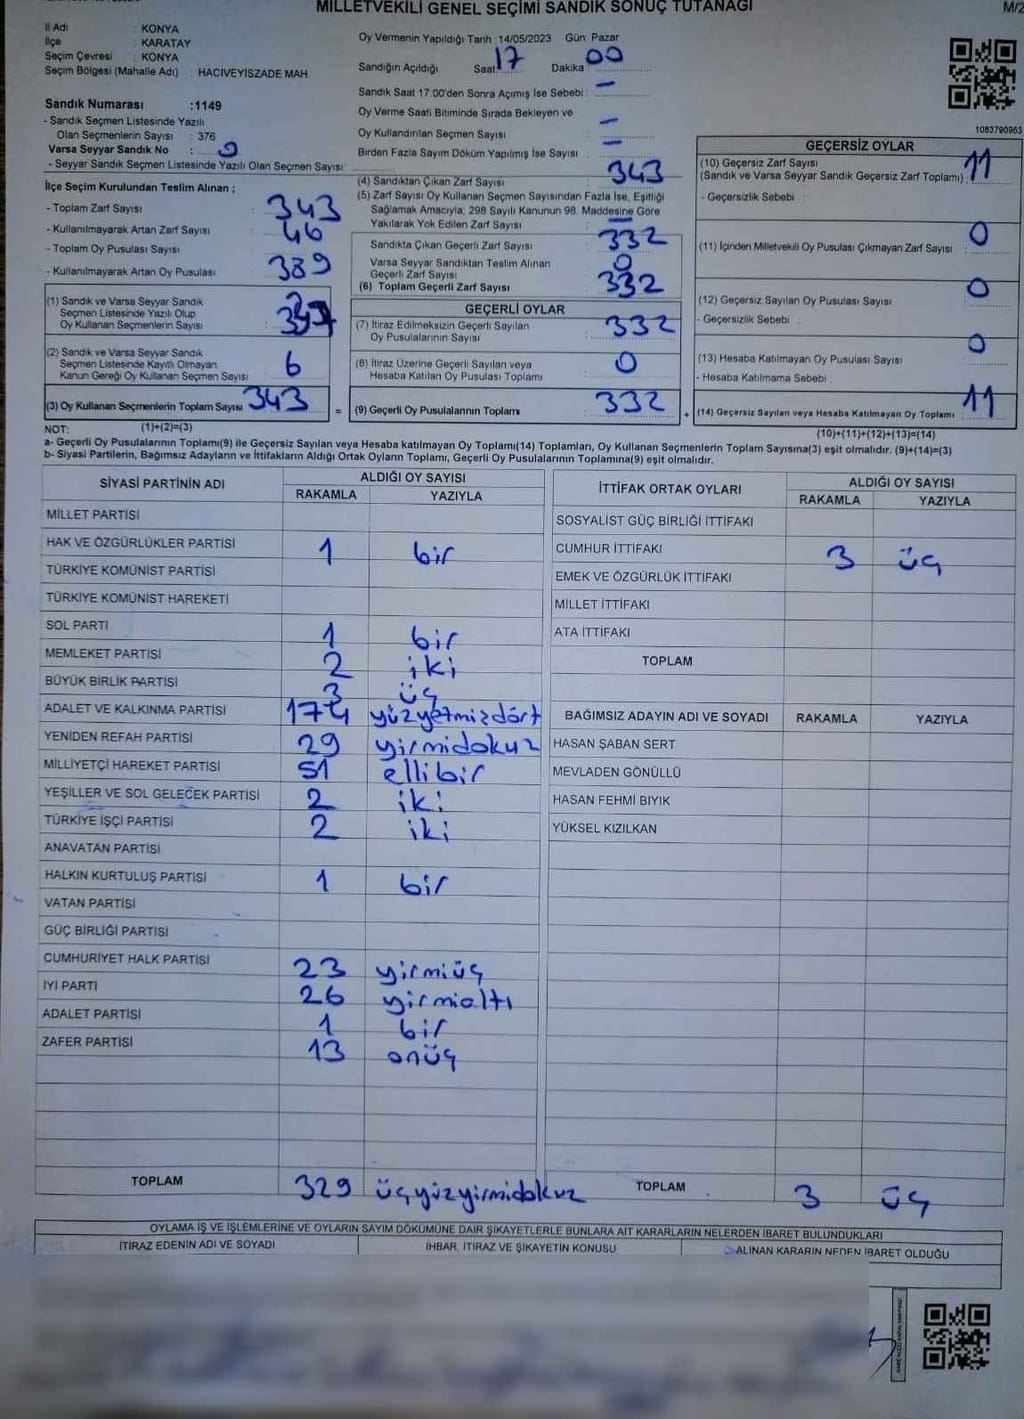 MİLLETVEKİLİ GENEL SEÇİMİ SANDIK SONUÇ TUTANAĞI
M/2
İl Adı : KONYA
İlçe : KARATAY
Seçim Çevresi : KONYA
Seçim Bölgesi (Mahalle Adı) : HACIVEYİSZADE MAH.
Oy Vermenin Yapıldığı Tarih :14/05/2023 Gün: Pazar
Sandığın Açıldığı Saat: 17 Dakika 00
Sandık Saat 17:00'den Sonra Açımış İse Sebebi : –
Oy Verme Saati Bitiminde Sırada Bekleyen ve
Oy Kullandırılan Seçmen Sayısı : –
Birden Fazla Sayım Döküm Yapılmış İse Sayısı : –
Sandık Numarası :1149
- Sandık Seçmen Listesinde Yazılı
Olan Seçmenlerin Sayısı : 376
Varsa Seyyar Sandık No :
- Seyyar Sandık Seçmen Listesinde Yazılı Olan Seçmen Sayısı :
1083790963
İlçe Seçim Kurulundan Teslim Alınan ;
- Toplam Zarf Sayısı : 343
- Kullanılmayarak Artan Zarf Sayısı : 46
- Toplam Oy Pusulası Sayısı : 389
- Kullanılmayarak Artan Oy Pusulası :
(1) Sandık ve Varsa Seyyar Sandık
Seçmen Listesinde Yazılı Olup
Oy Kullanan Seçmenlerin Sayısı :
(2) Sandık ve Varsa Seyyar Sandık
Seçmen Listesinde Kayıtlı Olmayan
Kanun Gereği Oy Kullanan Seçmen Sayısı : 6
(3) Oy Kullanan Seçmenlerin Toplam Sayısı : 343
(1)+(2)=(3)
(4) Sandıktan Çıkan Zarf Sayısı : 343
(5) Zarf Sayısı Oy Kullanan Seçmen Sayısından Fazla İse, Eşitliği
Sağlamak Amacıyla, 298 Sayılı Kanunun 98. Maddesine Göre
Yakılarak Yok Edilen Zarf Sayısı : –
Sandıkta Çıkan Geçerli Zarf Sayısı : 332
Varsa Seyyar Sandıktan Teslim Alınan
Geçerli Zarf Sayısı : 0
(6) Toplam Geçerli Zarf Sayısı : 332
GEÇERLİ OYLAR
(7) İtiraz Edilmeksizin Geçerli Sayılan
Oy Pusulalarının Sayısı : 332
(8) İtiraz Üzerine Geçerli Sayılan veya
Hesaba Katılan Oy Pusulası Toplamı : 0
= (9) Geçerli Oy Pusulalarının Toplamı : 332
GEÇERSİZ OYLAR
(10) Geçersiz Zarf Sayısı
(Sandık ve Varsa Seyyar Sandık Geçersiz Zarf Toplamı) : 11
- Geçersizlik Sebebi :
(11) İçinden Milletvekili Oy Pusulası Çıkmayan Zarf Sayısı : 0
(12) Geçersiz Sayılan Oy Pusulası Sayısı : 0
- Geçersizlik Sebebi :
(13) Hesaba Katılmayan Oy Pusulası Sayısı : 0
- Hesaba Katılmama Sebebi :
+ (14) Geçersiz Sayılan veya Hesaba Katılmayan Oy Toplamı : 11
(10)+(11)+(12)+(13)=(14)
NOT:
a- Geçerli Oy Pusulalarının Toplamı(9) ile Geçersiz Sayılan veya Hesaba katılmayan Oy Toplamı(14) Toplamları, Oy Kullanan Seçmenlerin Toplam Sayısına(3) eşit olmalıdır. (9)+(14)=(3)
b- Siyasi Partilerin, Bağımsız Adayların ve İttifakların Aldığı Ortak Oyların Toplamı, Geçerli Oy Pusulalarının Toplamına(9) eşit olmalıdır.
SİYASİ PARTİNİN ADI
ALDIĞI OY SAYISI
RAKAMLA YAZIYLA
MİLLET PARTİSİ
HAK VE ÖZGÜRLÜKLER PARTİSİ 1 bir
TÜRKİYE KOMÜNİST PARTİSİ
TÜRKİYE KOMÜNİST HAREKETİ
SOL PARTİ 1 bir
MEMLEKET PARTİSİ 2 iki
BÜYÜK BİRLİK PARTİSİ 3 üç
ADALET VE KALKINMA PARTİSİ 174 yüzyetmişdört
YENİDEN REFAH PARTİSİ 29 yirmidokuz
MİLLİYETÇİ HAREKET PARTİSİ 51 ellibir
YEŞİLLER VE SOL GELECEK PARTİSİ 2 iki
TÜRKİYE İŞÇİ PARTİSİ 2 iki
ANAVATAN PARTİSİ
HALKIN KURTULUŞ PARTİSİ 1 bir
VATAN PARTİSİ
GÜÇ BİRLİĞİ PARTİSİ
CUMHURİYET HALK PARTİSİ 23 yirmiüç
İYİ PARTİ 26 yirmialtı
ADALET PARTİSİ 1 bir
ZAFER PARTİSİ 13 onüç
TOPLAM 329 üçyüzyirmidokuz
İTTİFAK ORTAK OYLARI
ALDIĞI OY SAYISI
RAKAMLA YAZIYLA
SOSYALİST GÜÇ BİRLİĞİ İTTİFAKI
CUMHUR İTTİFAKI 3 üç
EMEK VE ÖZGÜRLÜK İTTİFAKI
MİLLET İTTİFAKI
ATA İTTİFAKI
TOPLAM
BAĞIMSIZ ADAYIN ADI VE SOYADI RAKAMLA YAZIYLA
HASAN ŞABAN SERT
MEVLADEN GÖNÜLLÜ
HASAN FEHMİ BIYIK
YÜKSEL KIZILKAN
TOPLAM 3 üç
OYLAMA İŞ VE İŞLEMLERİNE VE OYLARIN SAYIM DÖKÜMÜNE DAİR ŞİKAYETLERLE BUNLARA AİT KARARLARIN NELERDEN İBARET BULUNDUKLARI
İTİRAZ EDENİN ADI VE SOYADI
İHBAR, İTİRAZ VE ŞİKAYETİN KONUSU
ALINAN KARARIN NEDEN İBARET OLDUĞU